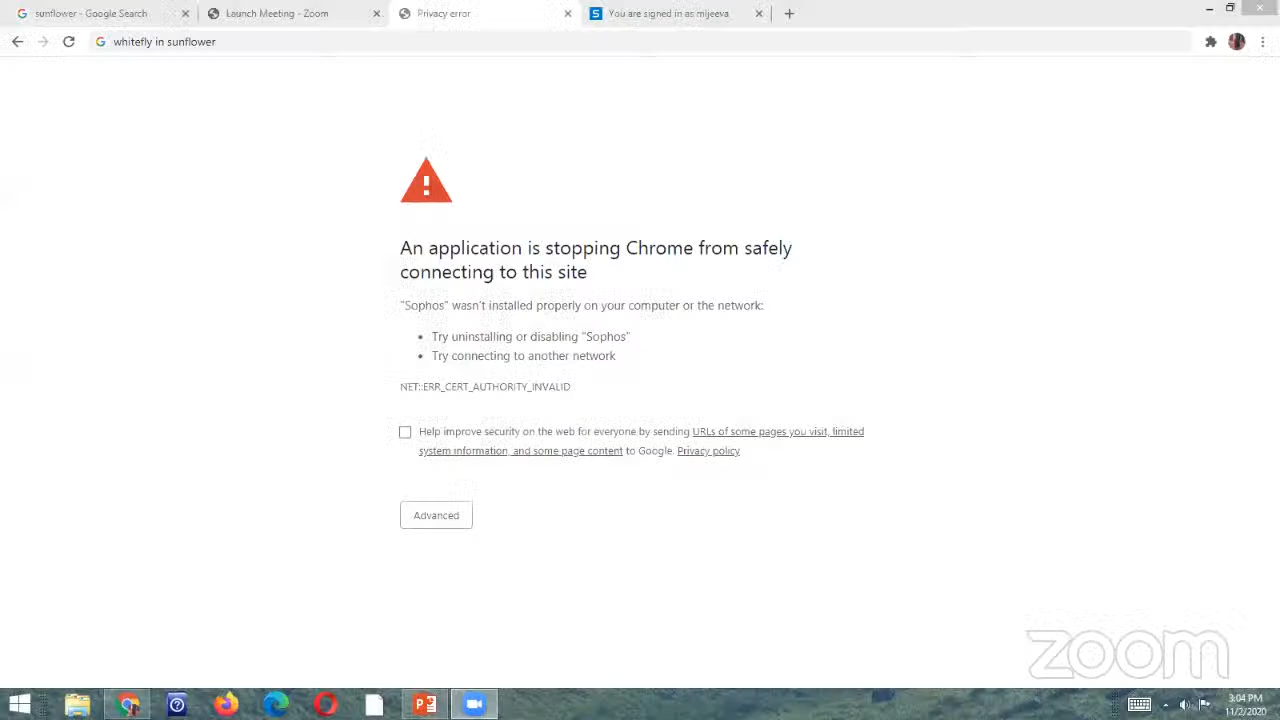 sunflower - Google Search
Launch Meeting - Zoom
Privacy error
S You are signed in as mjeeva
G whitefly in sunflower
An application is stopping Chrome from safely
connecting to this site
"Sophos" wasn't installed properly on your computer or the network:
• Try uninstalling or disabling "Sophos"
• Try connecting to another network
NET::ERR_CERT_AUTHORITY_INVALID
Help improve security on the web for everyone by sending URLs of some pages you visit, limited
system information, and some page content to Google. Privacy policy
Advanced
zoom
3:04 PM
11/2/2020